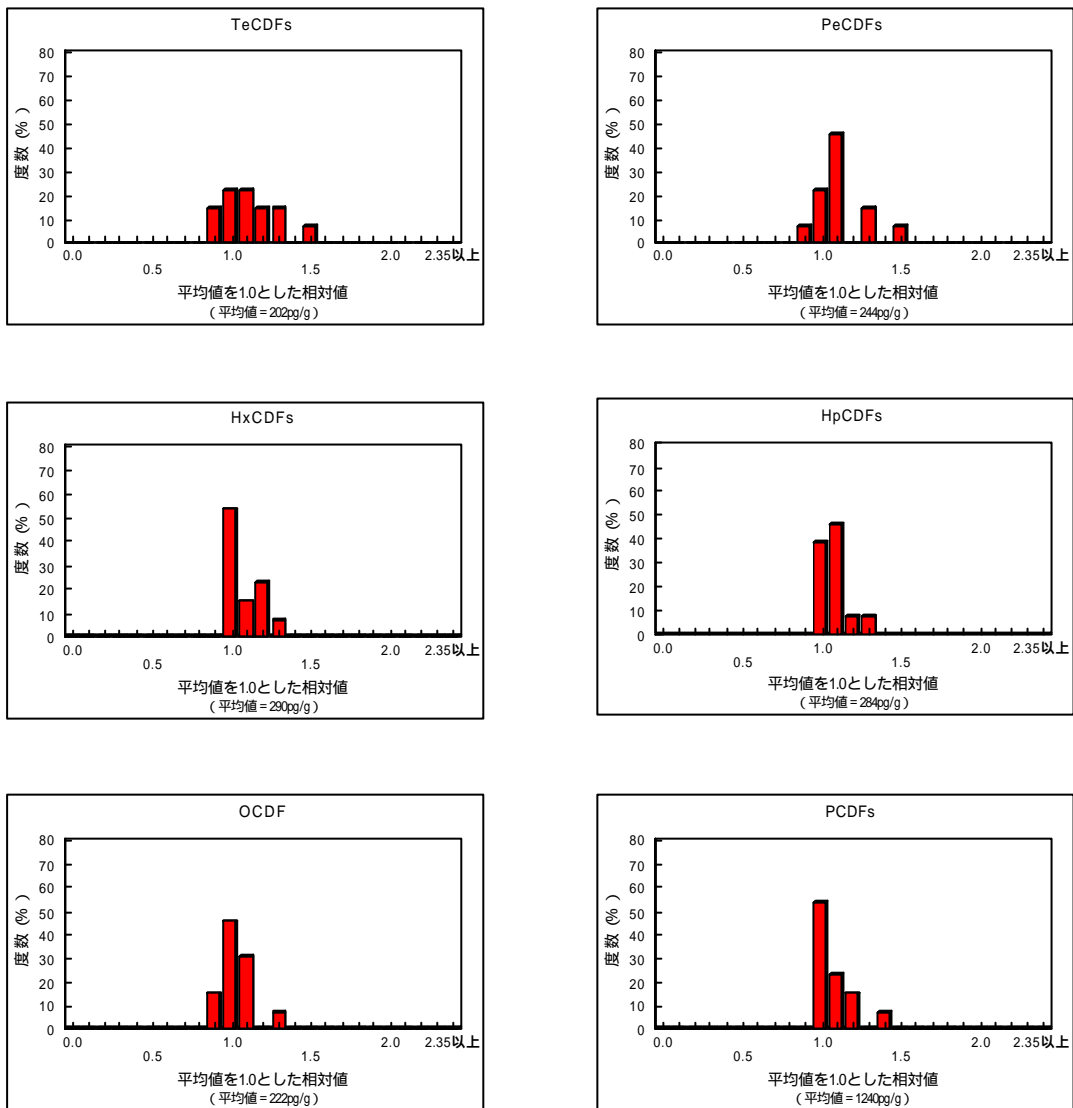 TeCDFs
80
70
60
50
40
30
20
10
0
度数 (% )
0.0 1.0 2.0 2.35以上
0.5 1.5
平均値を1.0とした相対値
( 平均値 = 202pg/g )
PeCDFs
80
70
60
50
40
30
20
10
0
度数 (% )
0.0 1.0 2.0 2.35以上
0.5 1.5
平均値を1.0とした相対値
( 平均値 = 244pg/g )
HxCDFs
80
70
60
50
40
30
20
10
0
度数 (% )
0.0 1.0 2.0 2.35以上
0.5 1.5
平均値を1.0とした相対値
( 平均値 = 290pg/g )
HpCDFs
80
70
60
50
40
30
20
10
0
度数 (% )
0.0 1.0 2.0 2.35以上
0.5 1.5
平均値を1.0とした相対値
( 平均値 = 284pg/g )
OCDF
80
70
60
50
40
30
20
10
0
度数 (% )
0.0 1.0 2.0 2.35以上
0.5 1.5
平均値を1.0とした相対値
( 平均値 = 222pg/g )
PCDFs
80
70
60
50
40
30
20
10
0
度数 (% )
0.0 1.0 2.0 2.35以上
0.5 1.5
平均値を1.0とした相対値
( 平均値 = 1240pg/g )